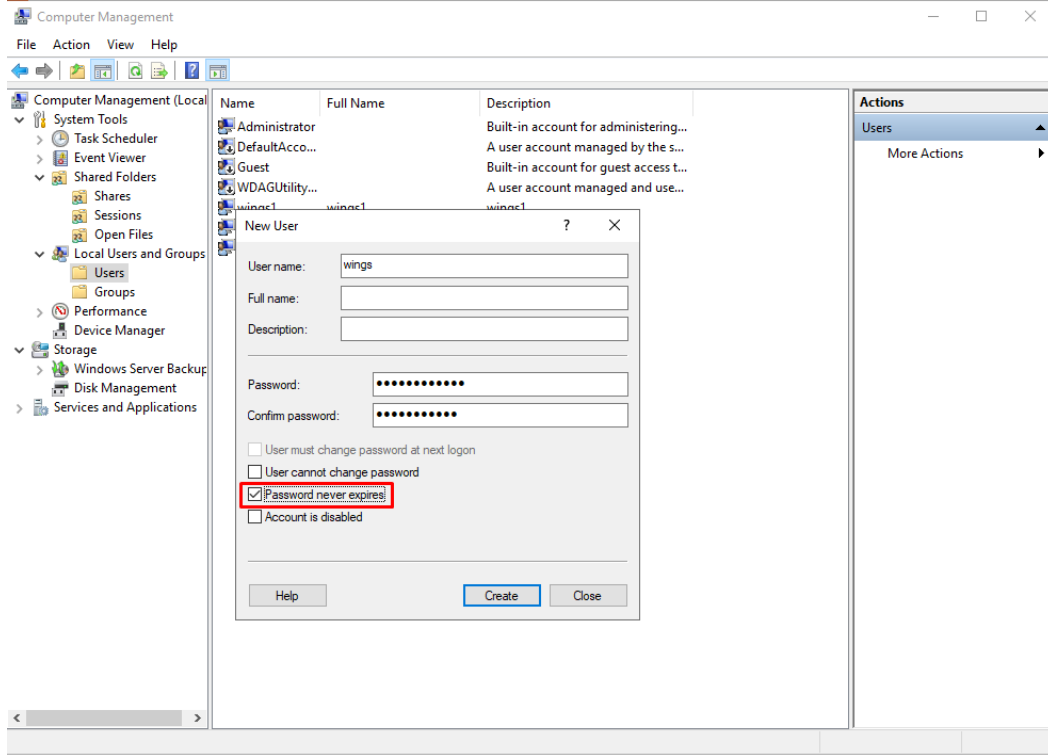 Computer Management
File Action View Help
Computer Management (Local
System Tools
Task Scheduler
Event Viewer
Shared Folders
Shares
Sessions
Open Files
Local Users and Groups
Users
Groups
Performance
Device Manager
Storage
Windows Server Backup
Disk Management
Services and Applications
Name Full Name Description
Administrator Built-in account for administering...
DefaultAcco... A user account managed by the s...
Guest Built-in account for guest access t...
WDAGUtility... A user account managed and use...
wings1 wings1 wings1
New User
User name: wings
Full name:
Description:
Password: ●●●●●●●●●●●●
Confirm password: ●●●●●●●●●●●
User must change password at next logon
User cannot change password
Password never expires
Account is disabled
Help Create Close
Actions
Users
More Actions